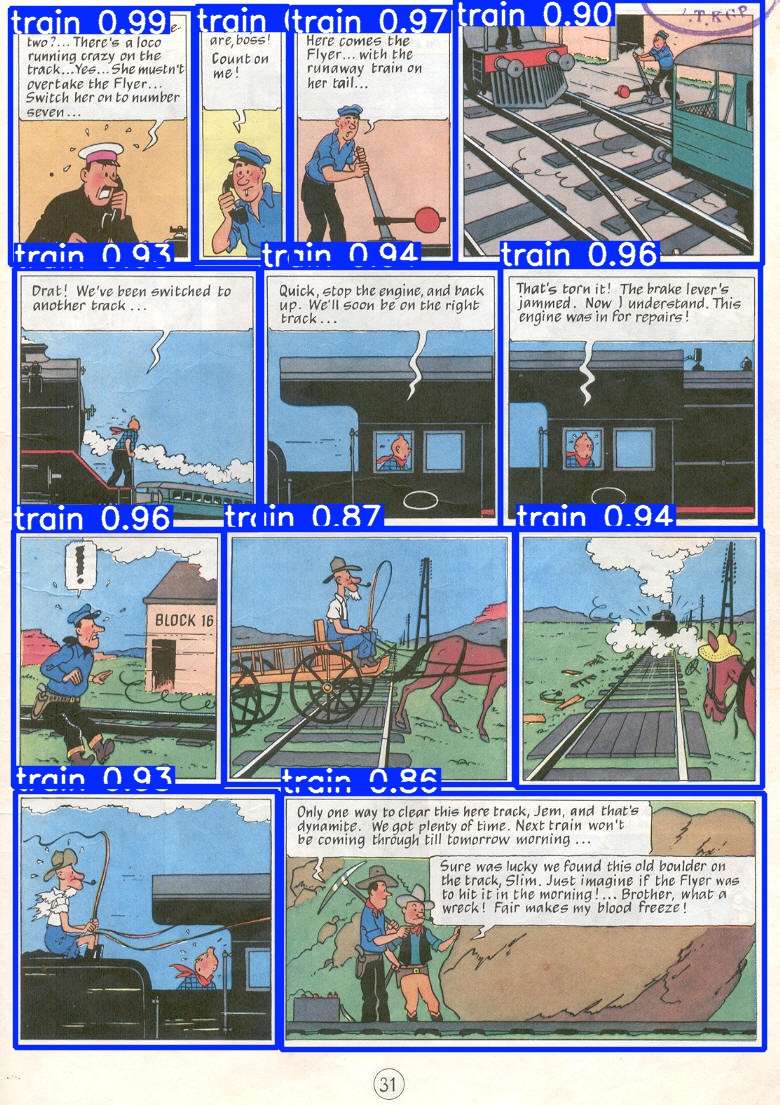 train 0.99
two?... There's a loco
running crazy on the
track...Yes... She mustn't
overtake the Flyer...
Switch her on to number
seven...
train
are, boss!
Count on
me!
train 0.97
Here comes the
Flyer... with the
runaway train on
her tail...
train 0.90
.T.KGP
train 0.93
Drat! We've been switched to
another track...
train 0.94
Quick, stop the engine, and back
up. We'll soon be on the right
track...
train 0.96
That's torn it! The brake lever's
jammed. Now I understand. This
engine was in for repairs!
train 0.96
!
BLOCK 16
train 0.87
train 0.94
train 0.93
train 0.86
Only one way to clear this here track, Jem, and that's
dynamite. We got plenty of time. Next train won't
be coming through till tomorrow morning...
Sure was lucky we found this old boulder on
the track, Slim. Just imagine if the Flyer was
to hit it in the morning!... Brother, what a
wreck! Fair makes my blood freeze!
31